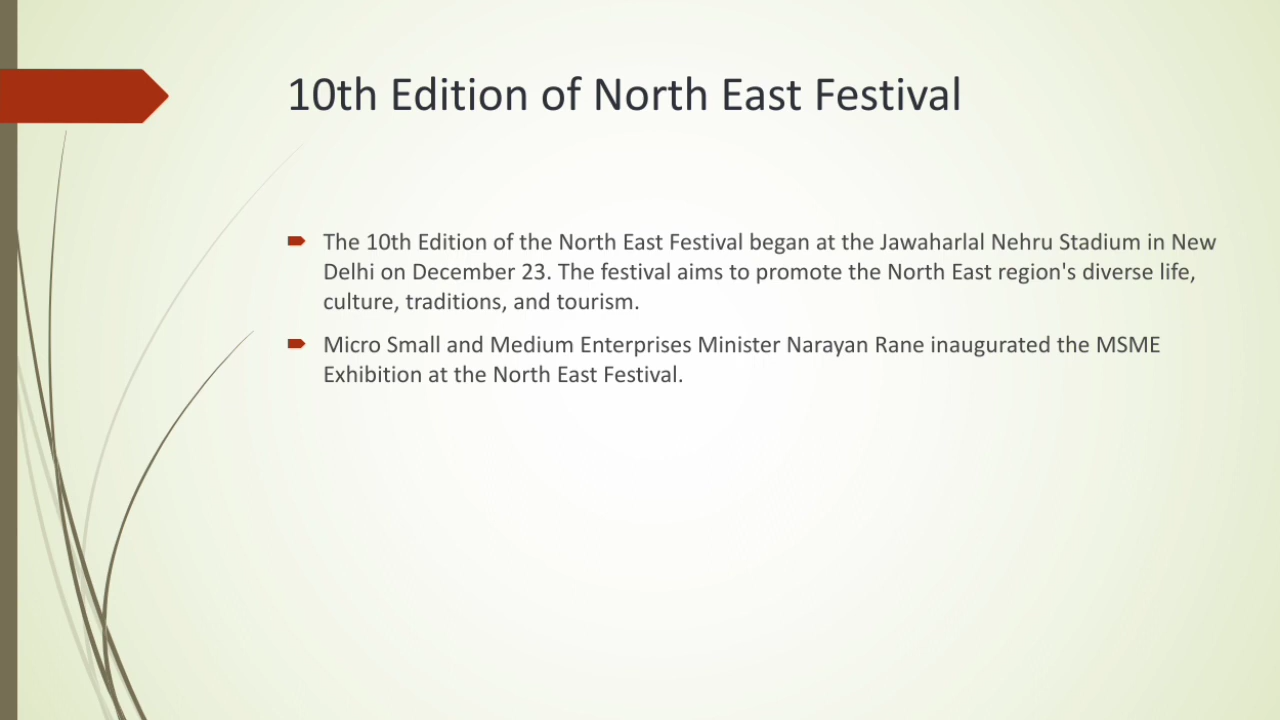 10th Edition of North East Festival
The 10th Edition of the North East Festival began at the Jawaharlal Nehru Stadium in New
Delhi on December 23. The festival aims to promote the North East region's diverse life,
culture, traditions, and tourism.
Micro Small and Medium Enterprises Minister Narayan Rane inaugurated the MSME
Exhibition at the North East Festival.